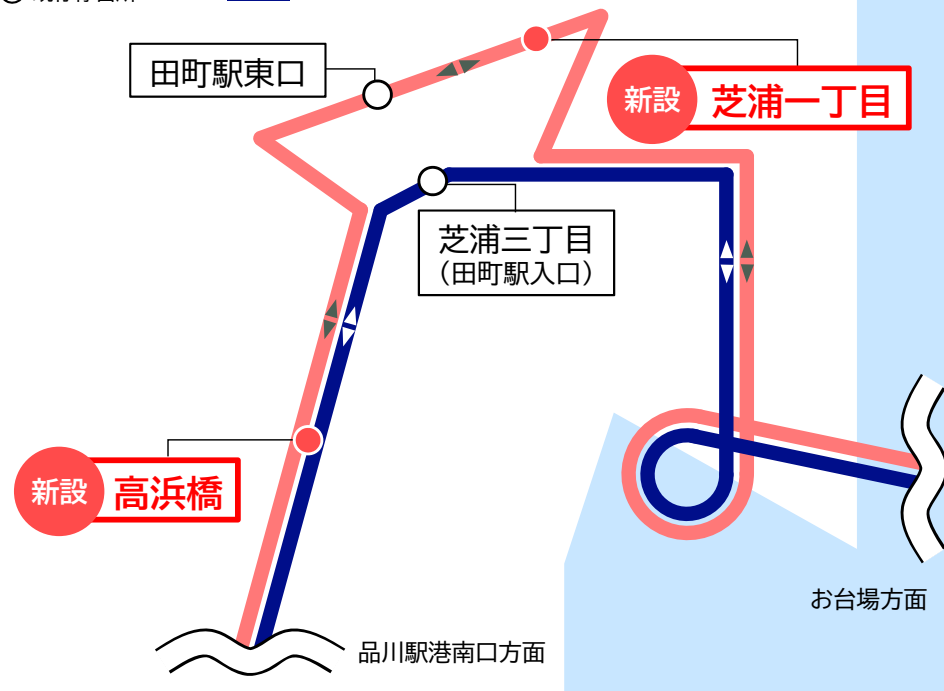 田町駅東口
新設 芝浦一丁目
芝浦三丁目
（田町駅入口）
新設 高浜橋
お台場方面
品川駅港南口方面